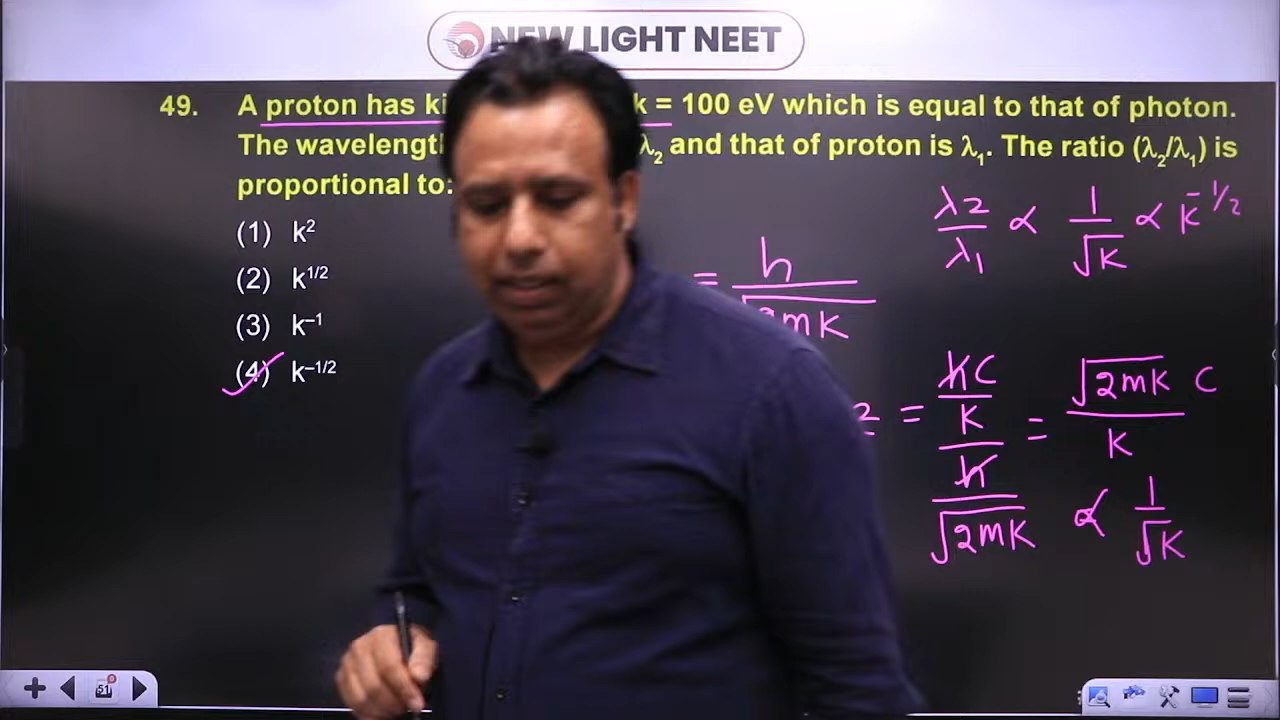 NEW LIGHT NEET
49. A proton has ki k = 100 eV which is equal to that of photon.
The wavelengt λ₂ and that of proton is λ₁. The ratio (λ₂/λ₁) is
proportional to:
(1) k²
(2) k^1/2
(3) k^–1
(4) k^–1/2
λ2/λ1 ∝ 1/√K ∝ K^-1/2
= h/√2mK
2 = (hc/K)/(h/√2mK) = √2mK C/K
∝ 1/√K
51